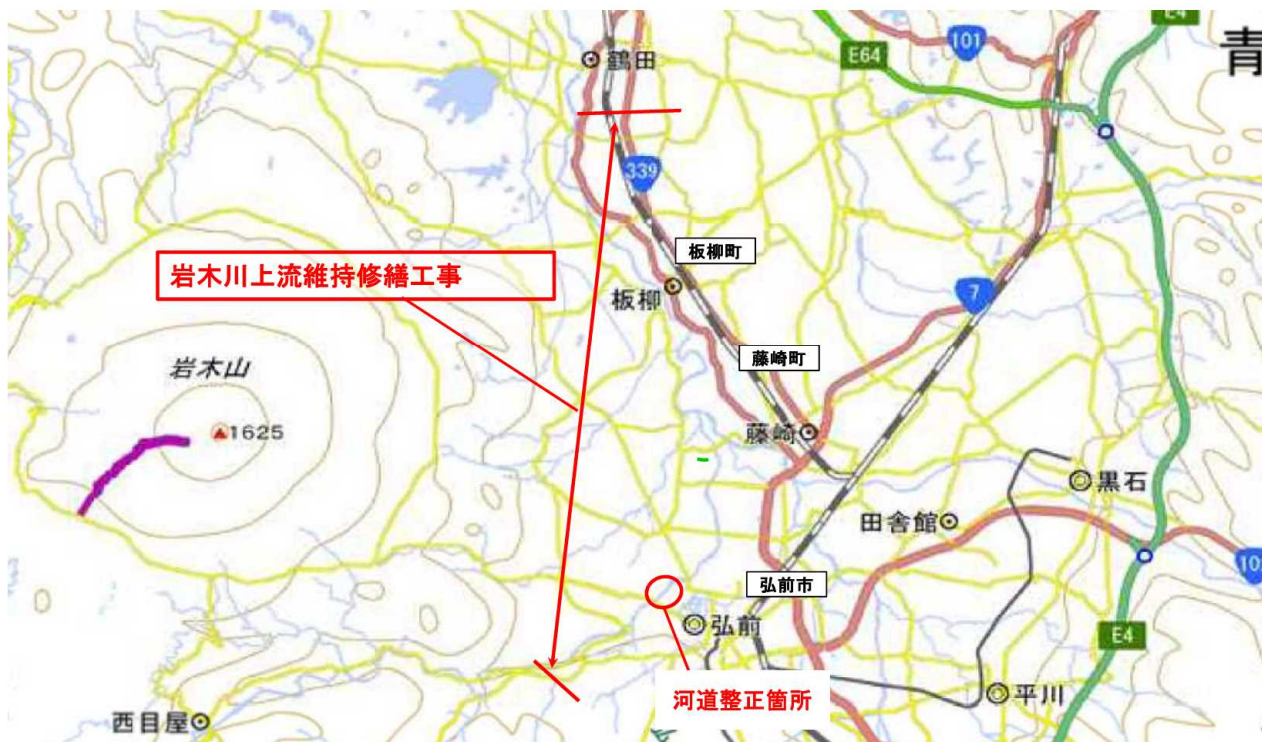 E4
101
青
鶴田
E64
339
板柳町
岩木川上流維持修繕工事
板柳
7
藤崎町
岩木山
1625
藤崎
黒石
田舎館
10
弘前市
弘前
E4
河道整正箇所
平川
西目屋